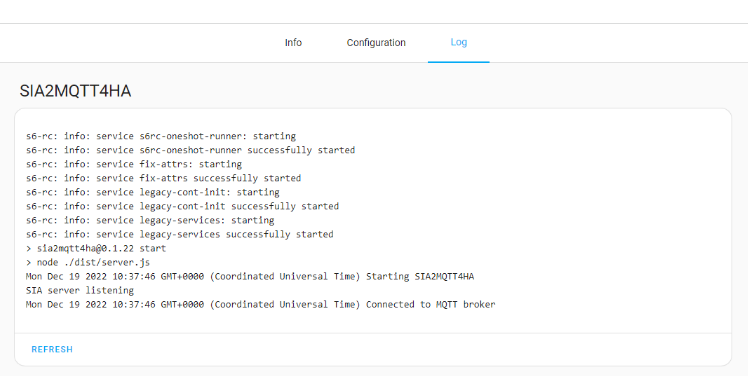 Info Configuration Log
SIA2MQTT4HA
s6-rc: info: service s6rc-oneshot-runner: starting
s6-rc: info: service s6rc-oneshot-runner successfully started
s6-rc: info: service fix-attrs: starting
s6-rc: info: service fix-attrs successfully started
s6-rc: info: service legacy-cont-init: starting
s6-rc: info: service legacy-cont-init successfully started
s6-rc: info: service legacy-services: starting
s6-rc: info: service legacy-services successfully started
> sia2mqtt4ha@0.1.22 start
> node ./dist/server.js
Mon Dec 19 2022 10:37:46 GMT+0000 (Coordinated Universal Time) Starting SIA2MQTT4HA
SIA server listening
Mon Dec 19 2022 10:37:46 GMT+0000 (Coordinated Universal Time) Connected to MQTT broker
REFRESH